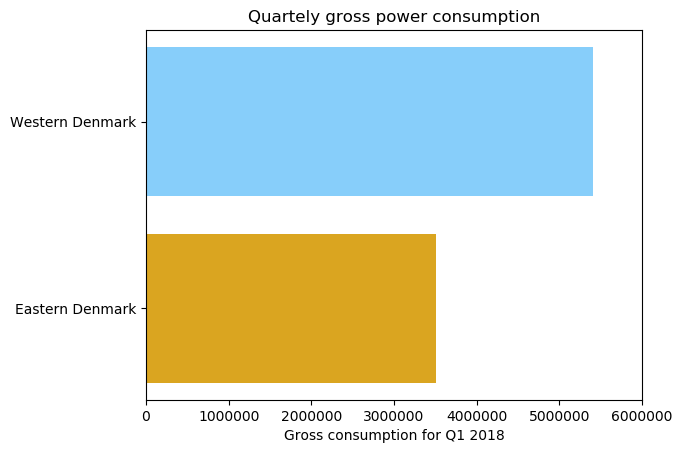 Quartely gross power consumption
Western Denmark
Eastern Denmark
0 1000000 2000000 3000000 4000000 5000000 6000000
Gross consumption for Q1 2018